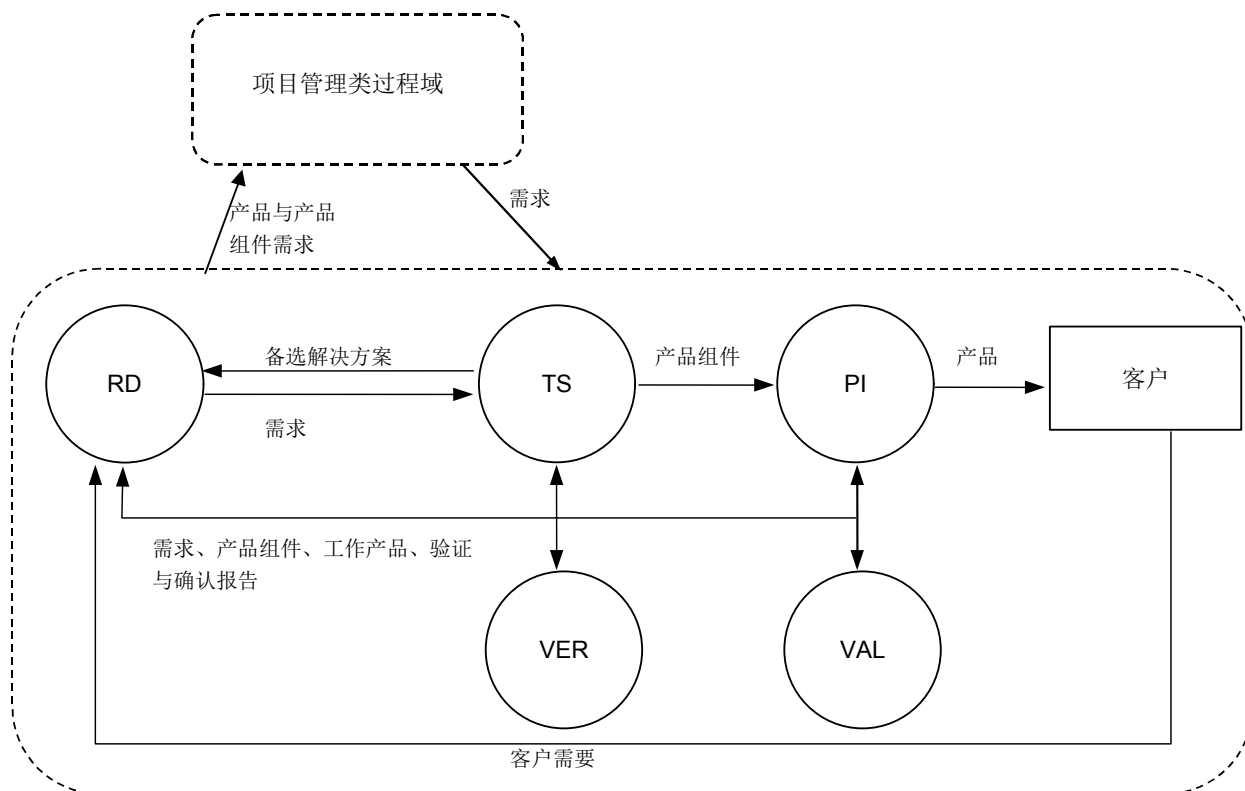 项目管理类过程域
需求
产品与产品
组件需求
备选解决方案
产品组件
产品
RD
TS
PI
客户
需求
需求、产品组件、工作产品、验证
与确认报告
VER
VAL
客户需要